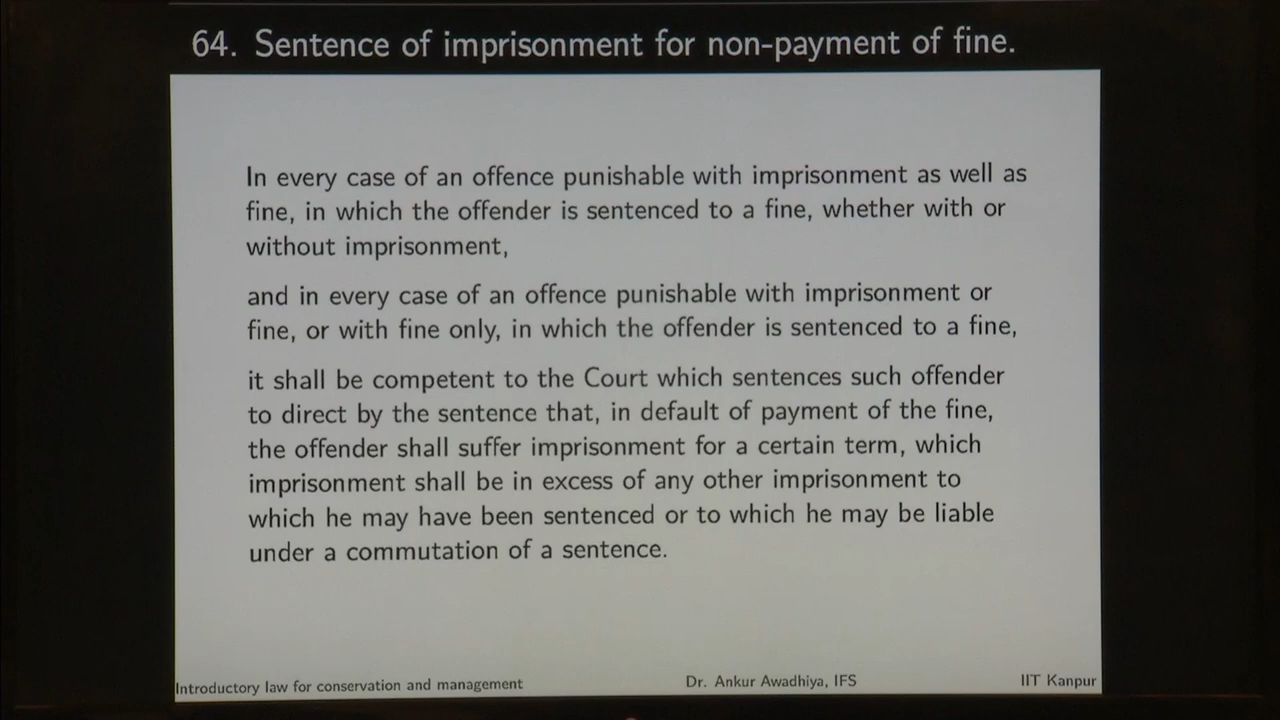 64. Sentence of imprisonment for non-payment of fine.
In every case of an offence punishable with imprisonment as well as
fine, in which the offender is sentenced to a fine, whether with or
without imprisonment,
and in every case of an offence punishable with imprisonment or
fine, or with fine only, in which the offender is sentenced to a fine,
it shall be competent to the Court which sentences such offender
to direct by the sentence that, in default of payment of the fine,
the offender shall suffer imprisonment for a certain term, which
imprisonment shall be in excess of any other imprisonment to
which he may have been sentenced or to which he may be liable
under a commutation of a sentence.
Introductory law for conservation and management Dr. Ankur Awadhiya, IFS IIT Kanpur